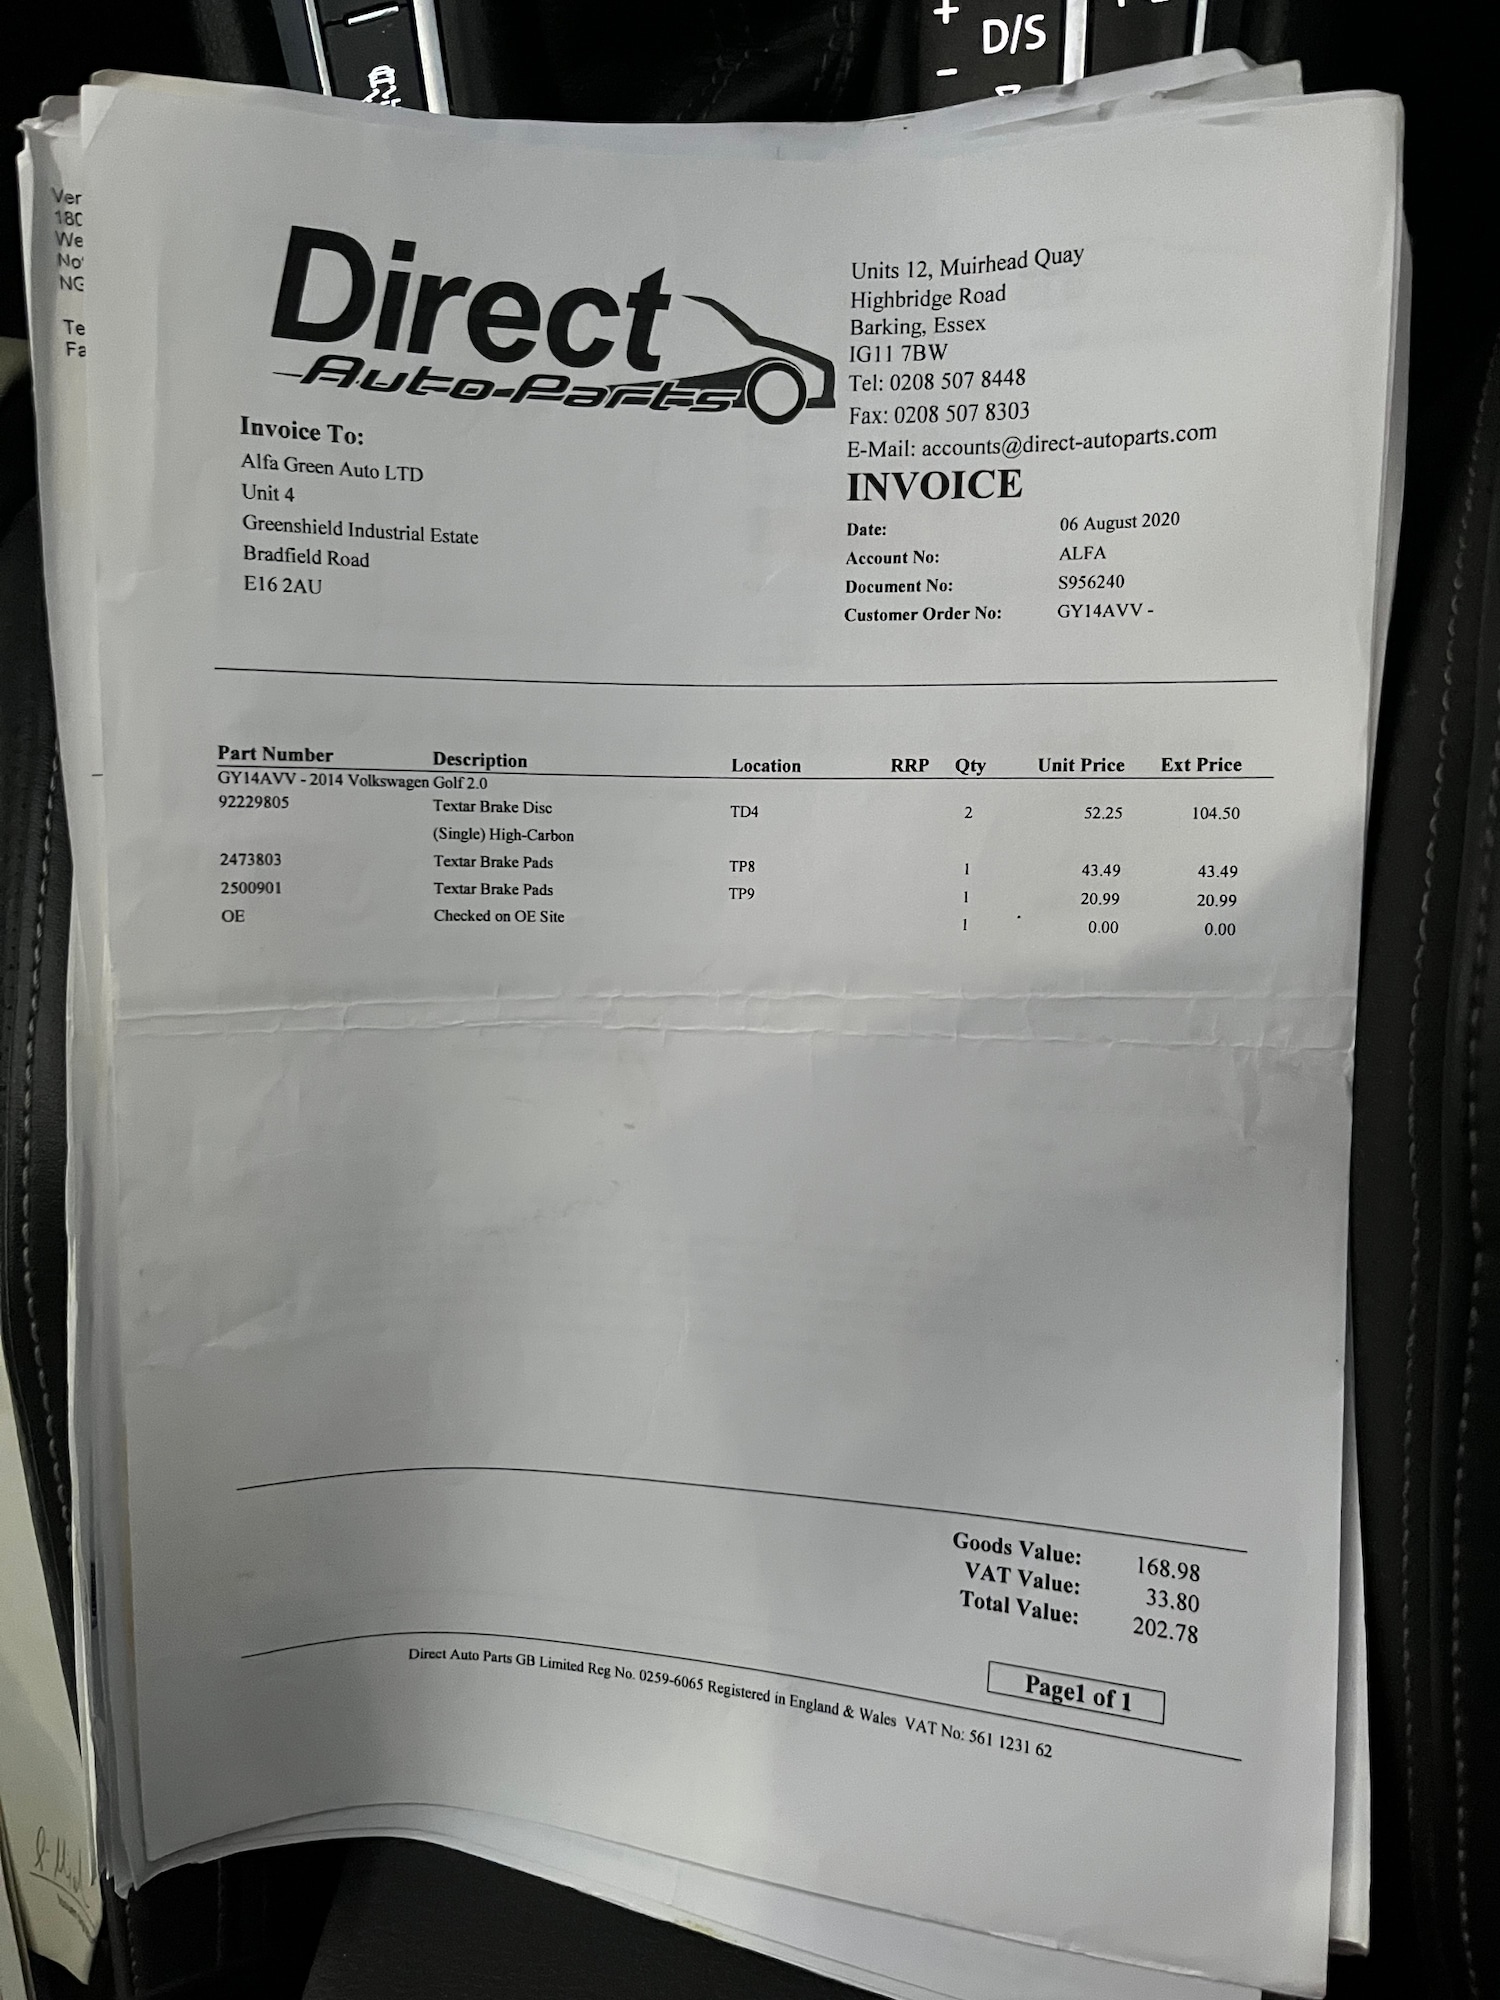 +
D/S
-
Ver
180
We
No
NG
Te
Fa
Direct
Auto-Parts
Units 12, Muirhead Quay
Highbridge Road
Barking, Essex
IG11 7BW
Tel: 0208 507 8448
Fax: 0208 507 8303
E-Mail: accounts@direct-autoparts.com
Invoice To:
Alfa Green Auto LTD
Unit 4
Greenshield Industrial Estate
Bradfield Road
E16 2AU
INVOICE
Date: 06 August 2020
Account No: ALFA
Document No: S956240
Customer Order No: GY14AVV -
Part Number Description Location RRP Qty Unit Price Ext Price
GY14AVV - 2014 Volkswagen Golf 2.0
92229805 Textar Brake Disc TD4 2 52.25 104.50
(Single) High-Carbon
2473803 Textar Brake Pads TP8 1 43.49 43.49
2500901 Textar Brake Pads TP9 1 20.99 20.99
OE Checked on OE Site 1 0.00 0.00
Goods Value: 168.98
VAT Value: 33.80
Total Value: 202.78
Page1 of 1
Direct Auto Parts GB Limited Reg No. 0259-6065 Registered in England & Wales VAT No: 561 1231 62